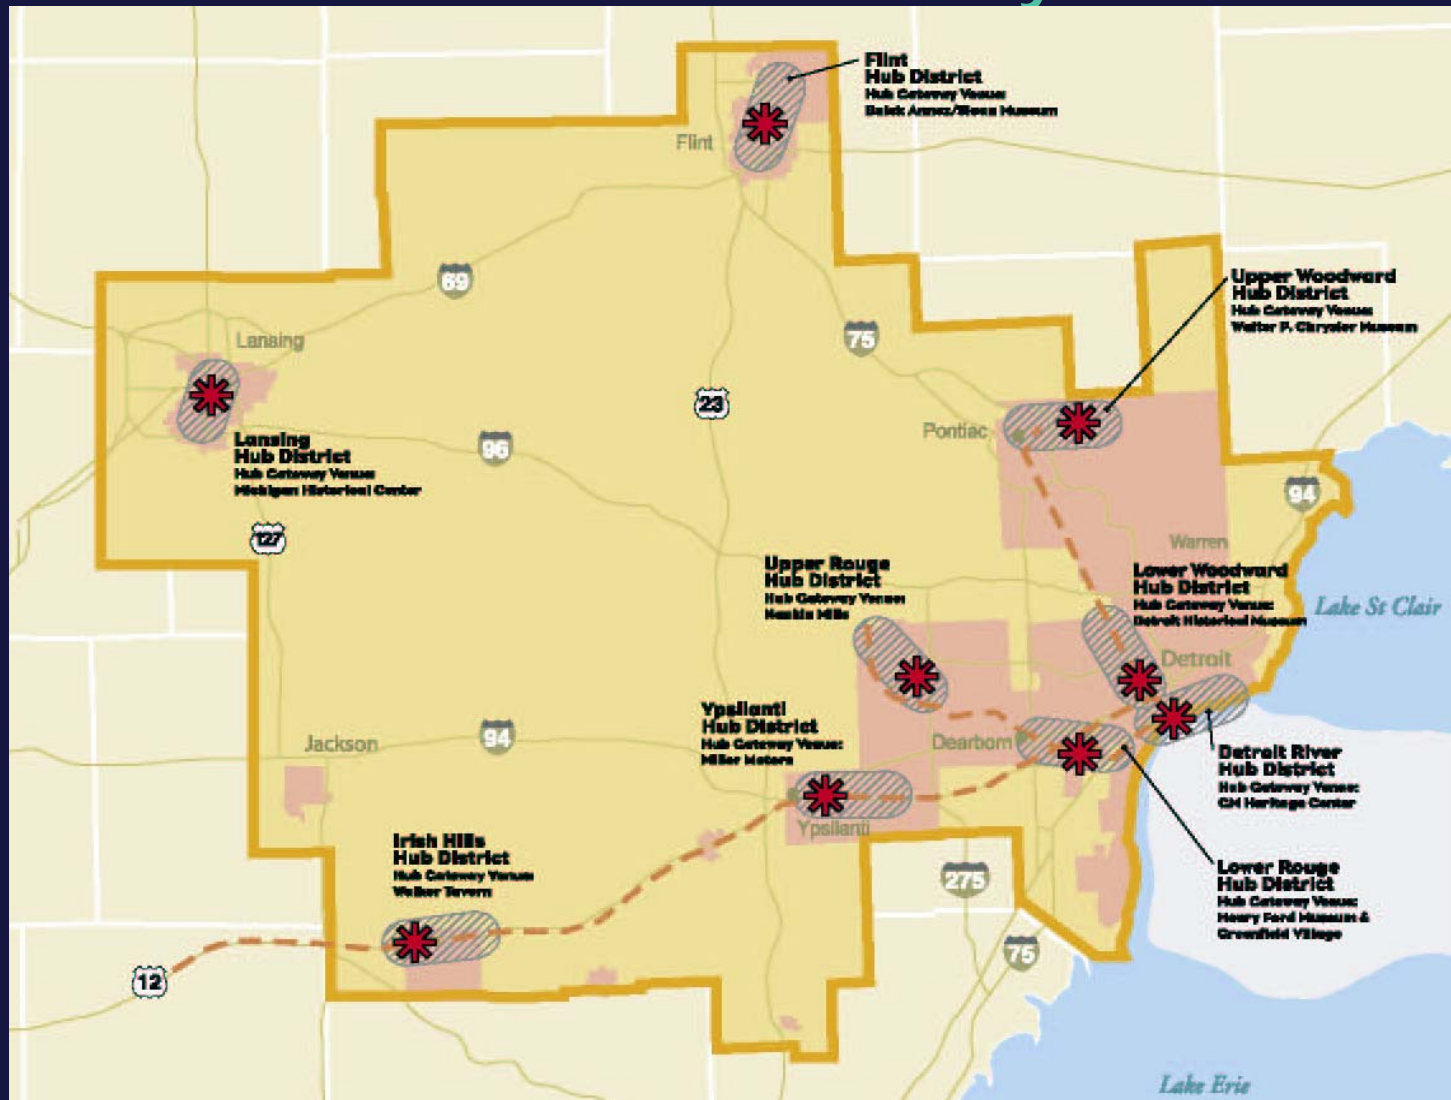 Flint
Hub District
Hub Gateway Venue:
Buick Annex/Sloan Museum
Flint
69
Upper Woodward
Hub District
Hub Gateway Venue:
Walter P. Chrysler Museum
75
Lansing
23
Lansing
Hub District
Hub Gateway Venue:
Michigan Historical Center
96
Pontiac
94
127
Warren
Upper Rouge
Hub District
Hub Gateway Venue:
Nankin Mills
Lower Woodward
Hub District
Hub Gateway Venue:
Detroit Historical Museum
Lake St Clair
Detroit
Ypsilanti
Hub District
Hub Gateway Venue:
Miller Motors
Jackson
94
Dearborn
Detroit River
Hub District
Hub Gateway Venue:
GM Heritage Center
Ypsilanti
Irish Hills
Hub District
Hub Gateway Venue:
Walker Tavern
275
Lower Rouge
Hub District
Hub Gateway Venue:
Henry Ford Museum &
Greenfield Village
75
12
Lake Erie